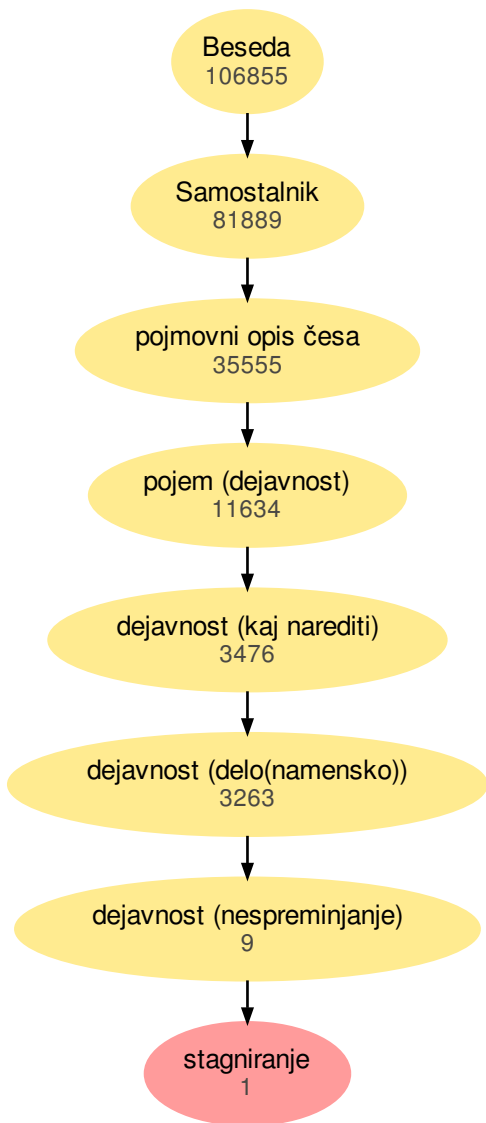 Beseda
106855
Samostalnik
81889
pojmovni opis česa
35555
pojem (dejavnost)
11634
dejavnost (kaj narediti)
3476
dejavnost (delo(namensko))
3263
dejavnost (nespreminjanje)
9
stagniranje
1